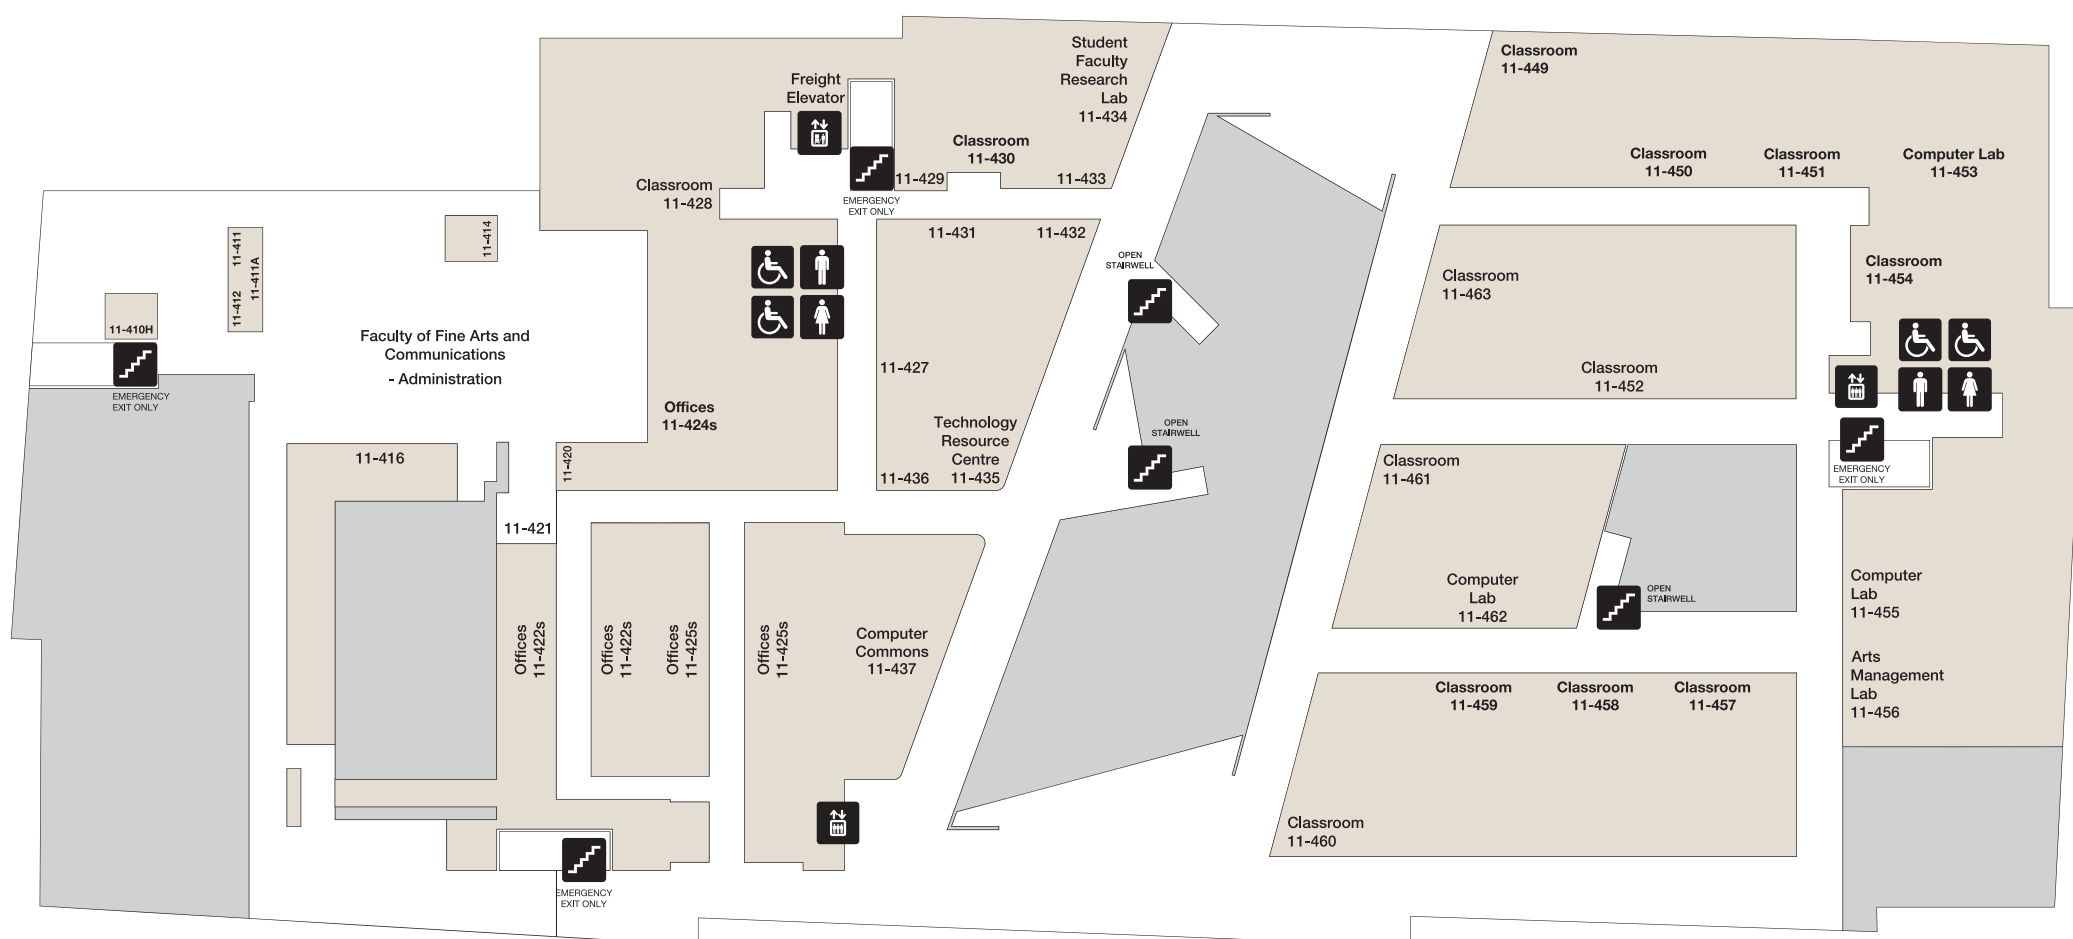 Student
Faculty
Research
Lab
11-434
Freight
Elevator
Classroom
11-430
11-429
11-433
Classroom
11-428
EMERGENCY
EXIT ONLY
11-431
11-432
11-411
11-411A
11-412
11-414
11-410H
EMERGENCY
EXIT ONLY
Faculty of Fine Arts and
Communications
- Administration
Offices
11-424s
11-427
Technology
Resource
Centre
11-435
11-436
11-416
11-420
11-421
Offices
11-422s
Offices
11-422s
Offices
11-425s
Offices
11-425s
Computer
Commons
11-437
EMERGENCY
EXIT ONLY
OPEN
STAIRWELL
OPEN
STAIRWELL
Classroom
11-449
Classroom
11-450
Classroom
11-451
Computer Lab
11-453
Classroom
11-454
Classroom
11-463
Classroom
11-452
Classroom
11-461
Computer
Lab
11-462
OPEN
STAIRWELL
EMERGENCY
EXIT ONLY
Computer
Lab
11-455
Arts
Management
Lab
11-456
Classroom
11-459
Classroom
11-458
Classroom
11-457
Classroom
11-460